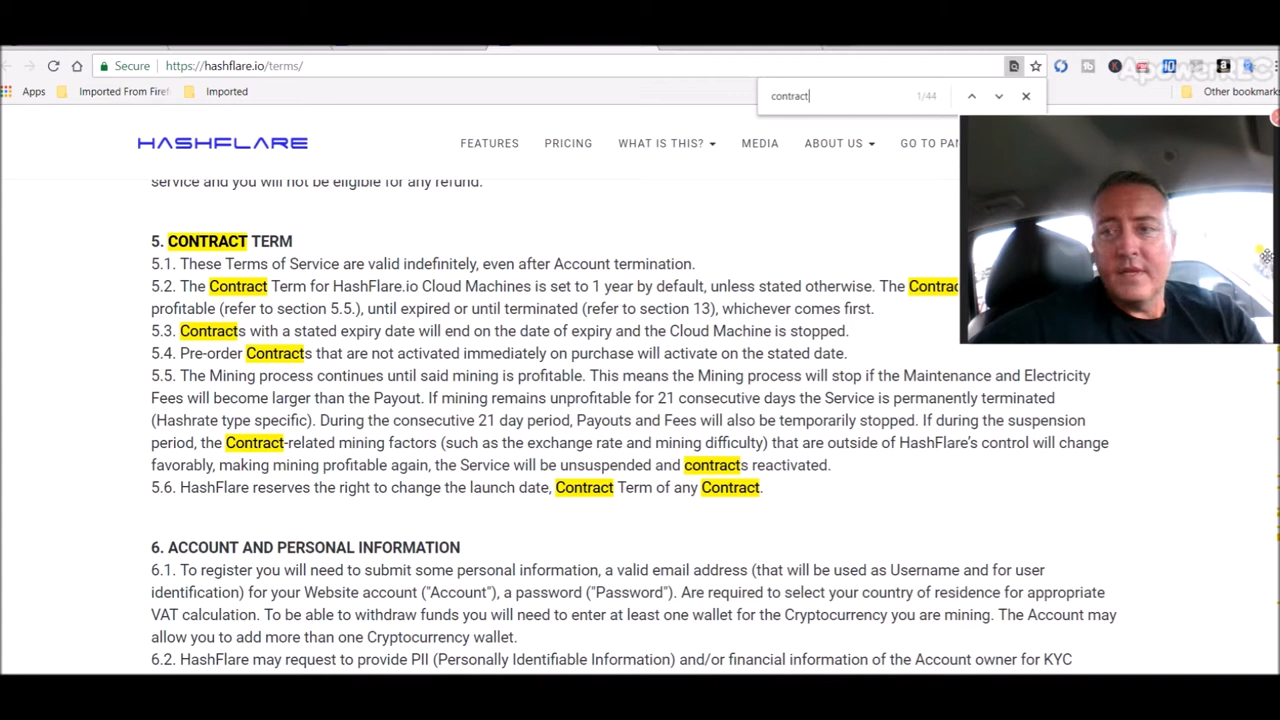 ApowerREC
Secure https://hashflare.io/terms/
Apps Imported From Firef Imported Other bookmarks
contract 1/44
HASHFLARE FEATURES PRICING WHAT IS THIS? MEDIA ABOUT US GO TO PAN
service and you will not be eligible for any refund.
5. CONTRACT TERM
5.1. These Terms of Service are valid indefinitely, even after Account termination.
5.2. The Contract Term for HashFlare.io Cloud Machines is set to 1 year by default, unless stated otherwise. The Contrac
profitable (refer to section 5.5.), until expired or until terminated (refer to section 13), whichever comes first.
5.3. Contracts with a stated expiry date will end on the date of expiry and the Cloud Machine is stopped.
5.4. Pre-order Contracts that are not activated immediately on purchase will activate on the stated date.
5.5. The Mining process continues until said mining is profitable. This means the Mining process will stop if the Maintenance and Electricity
Fees will become larger than the Payout. If mining remains unprofitable for 21 consecutive days the Service is permanently terminated
(Hashrate type specific). During the consecutive 21 day period, Payouts and Fees will also be temporarily stopped. If during the suspension
period, the Contract-related mining factors (such as the exchange rate and mining difficulty) that are outside of HashFlare's control will change
favorably, making mining profitable again, the Service will be unsuspended and contracts reactivated.
5.6. HashFlare reserves the right to change the launch date, Contract Term of any Contract.
6. ACCOUNT AND PERSONAL INFORMATION
6.1. To register you will need to submit some personal information, a valid email address (that will be used as Username and for user
identification) for your Website account ("Account"), a password ("Password"). Are required to select your country of residence for appropriate
VAT calculation. To be able to withdraw funds you will need to enter at least one wallet for the Cryptocurrency you are mining. The Account may
allow you to add more than one Cryptocurrency wallet.
6.2. HashFlare may request to provide PII (Personally Identifiable Information) and/or financial information of the Account owner for KYC